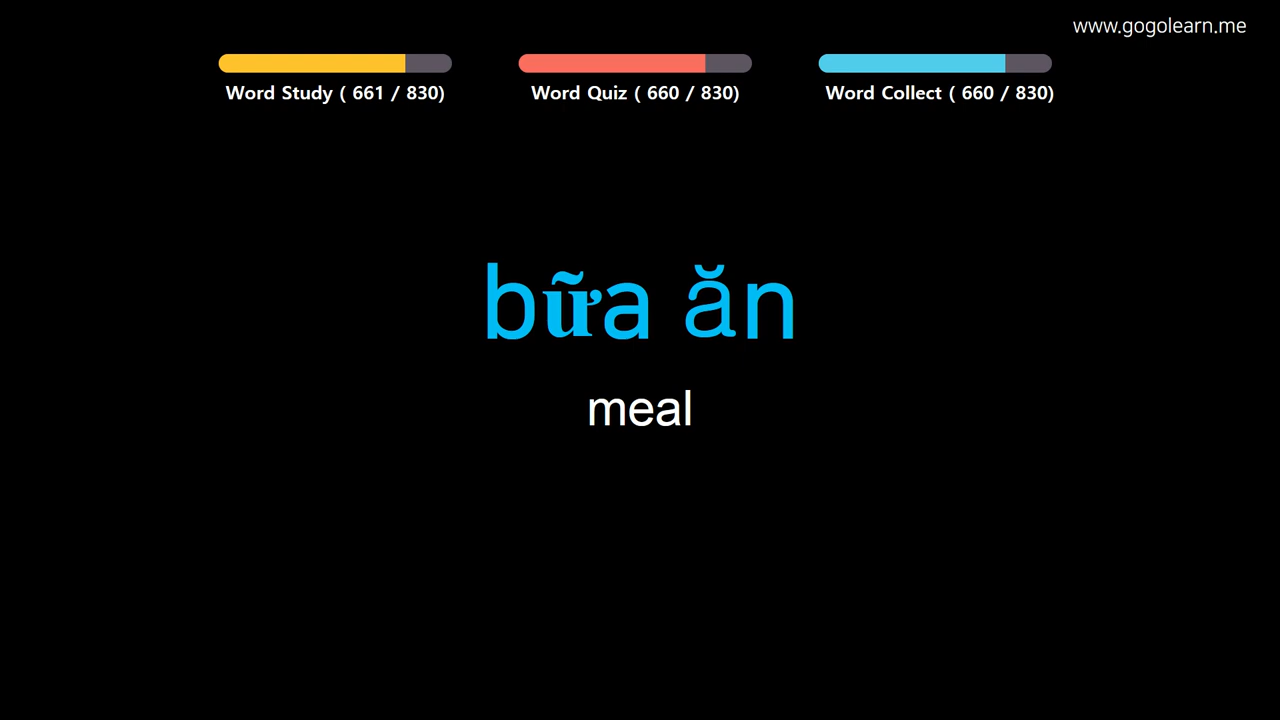 www.gogolearn.me
Word Study ( 661 / 830)
Word Quiz ( 660 / 830)
Word Collect ( 660 / 830)
bữa ăn
meal